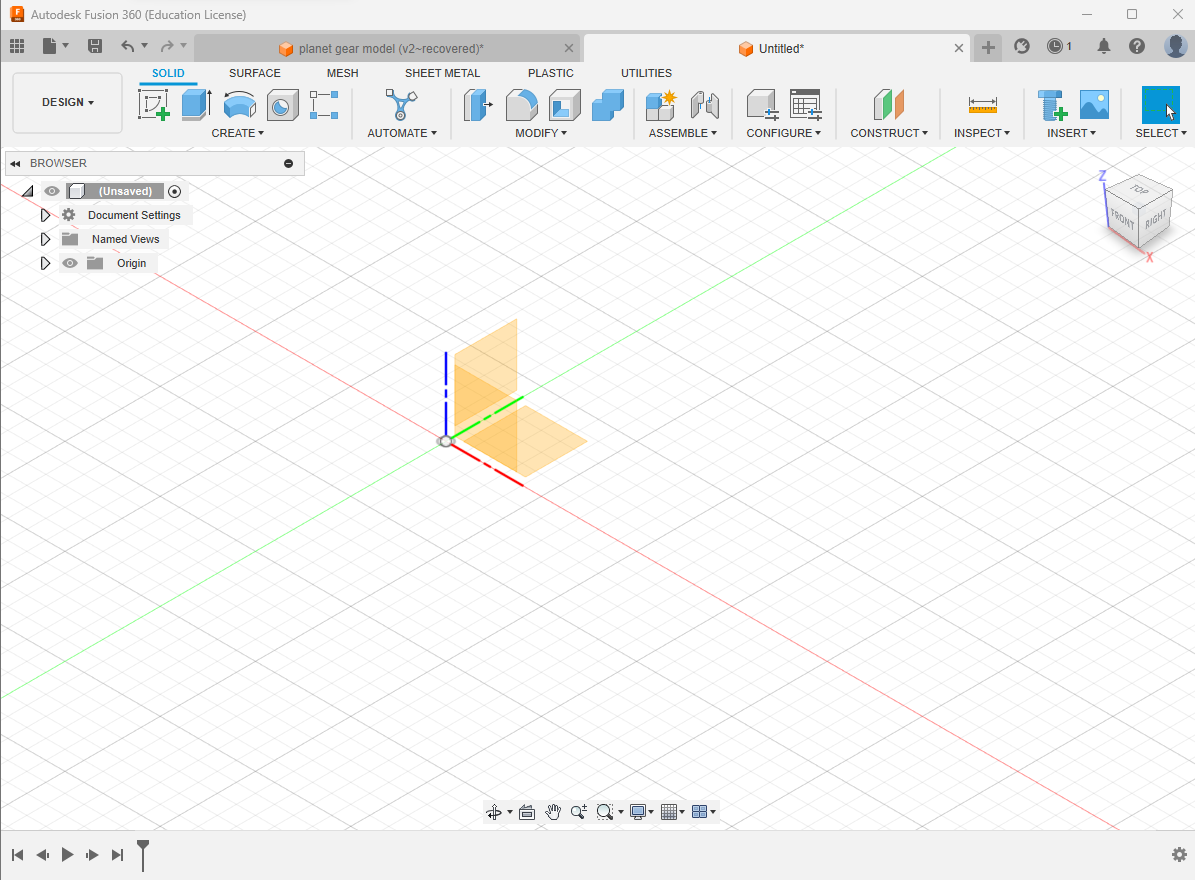 Autodesk Fusion 360 (Education License)
planet gear model (v2~recovered)*
Untitled*
1
DESIGN
SOLID SURFACE MESH SHEET METAL PLASTIC UTILITIES
CREATE AUTOMATE MODIFY ASSEMBLE CONFIGURE CONSTRUCT INSPECT INSERT SELECT
BROWSER
(Unsaved)
Document Settings
Named Views
Origin
Z
TOP
FRONT
RIGHT
X